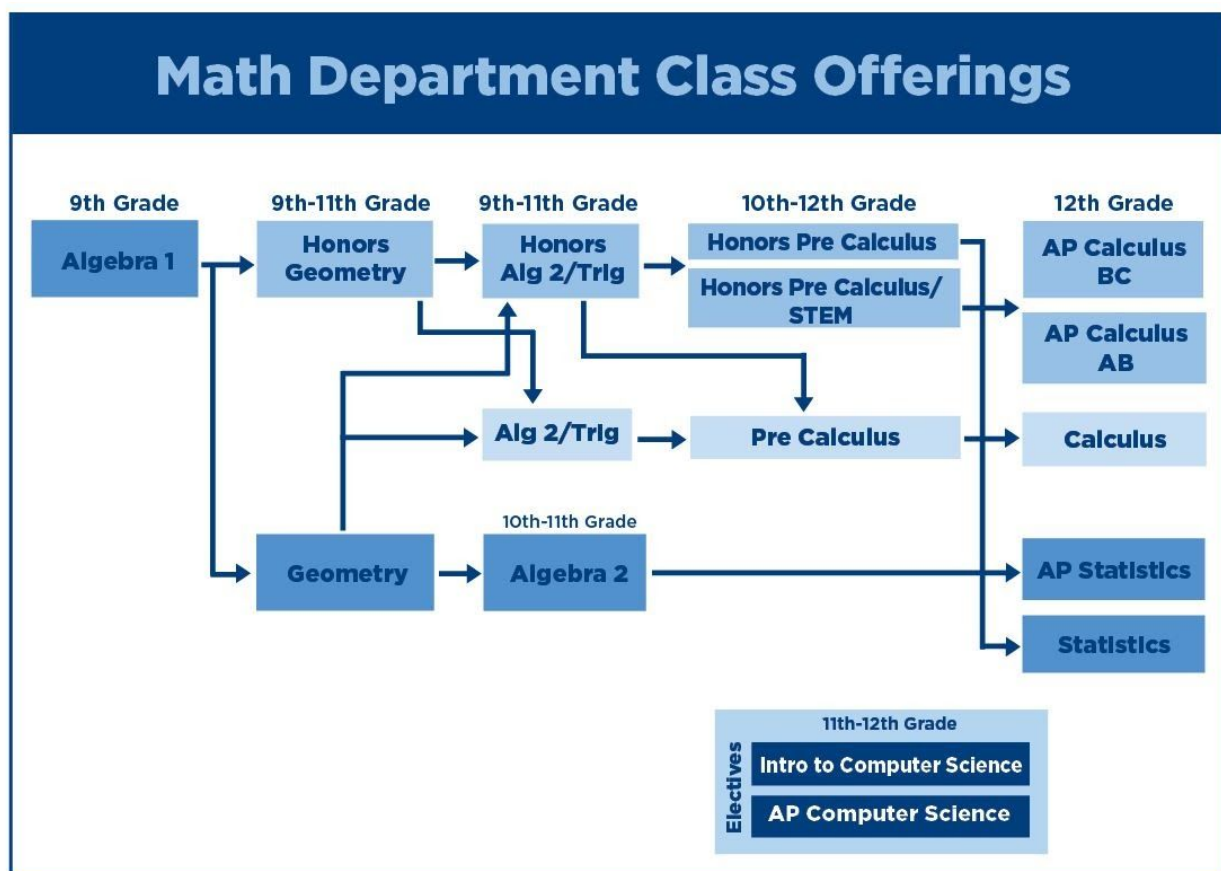 Math Department Class Offerings
9th Grade
Algebra 1
9th-11th Grade
Honors
Geometry
9th-11th Grade
Honors
Alg 2/Trig
10th-12th Grade
Honors Pre Calculus
Honors Pre Calculus/
STEM
12th Grade
AP Calculus
BC
AP Calculus
AB
Alg 2/Trig
Pre Calculus
Calculus
Geometry
10th-11th Grade
Algebra 2
AP Statistics
Statistics
Electives
11th-12th Grade
Intro to Computer Science
AP Computer Science